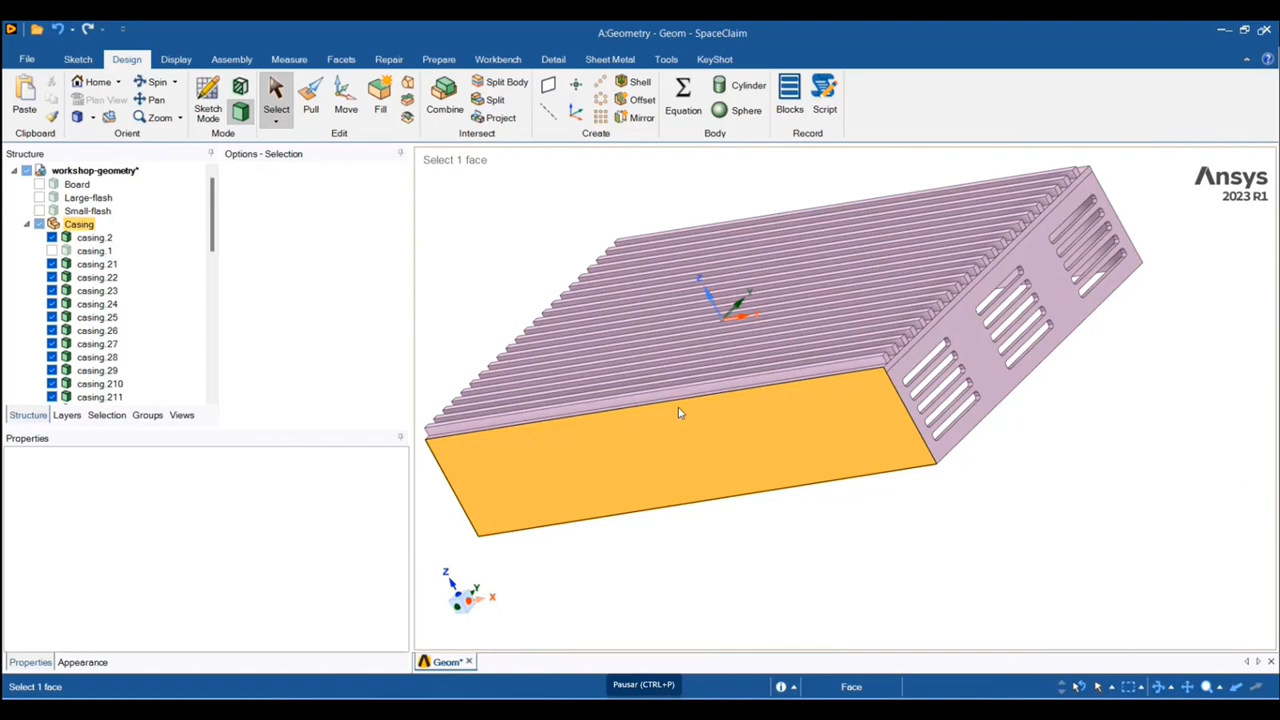 A:Geometry - Geom - SpaceClaim
File Sketch Design Display Assembly Measure Facets Repair Prepare Workbench Detail Sheet Metal Tools KeyShot
Paste
Clipboard
Home Spin
Plan View Pan
Zoom
Orient
Sketch Mode
Mode
Select Pull Move Fill
Edit
Combine Split Body
Split
Project
Intersect
Shell
Offset
Mirror
Create
Equation Cylinder
Sphere
Body
Blocks Script
Record
Structure
workshop-geometry*
Board
Large-flash
Small-flash
Casing
casing.2
casing.1
casing.21
casing.22
casing.23
casing.24
casing.25
casing.26
casing.27
casing.28
casing.29
casing.210
casing.211
Structure Layers Selection Groups Views
Properties
Properties Appearance
Options - Selection
Select 1 face
Ansys
2023 R1
Z
Y
Z
Y
X
Geom*
Select 1 face
Pausar (CTRL+P)
Face